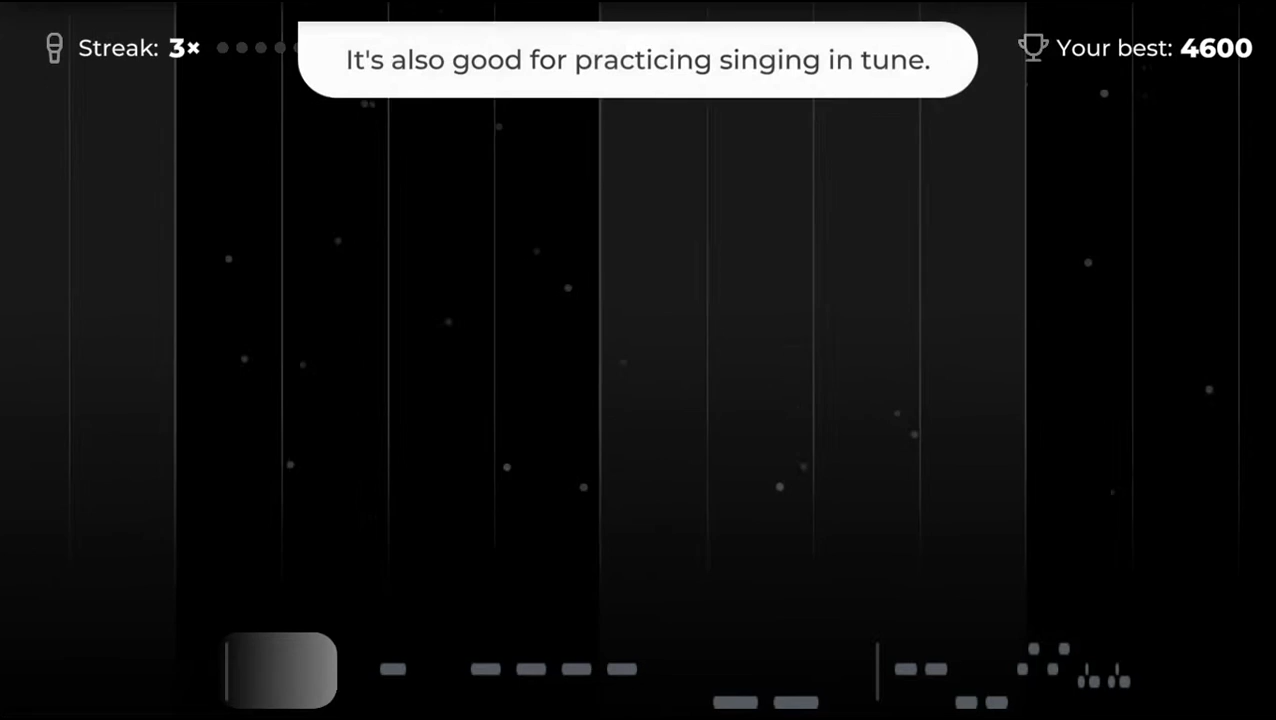 Streak: 3×
It's also good for practicing singing in tune.
Your best: 4600